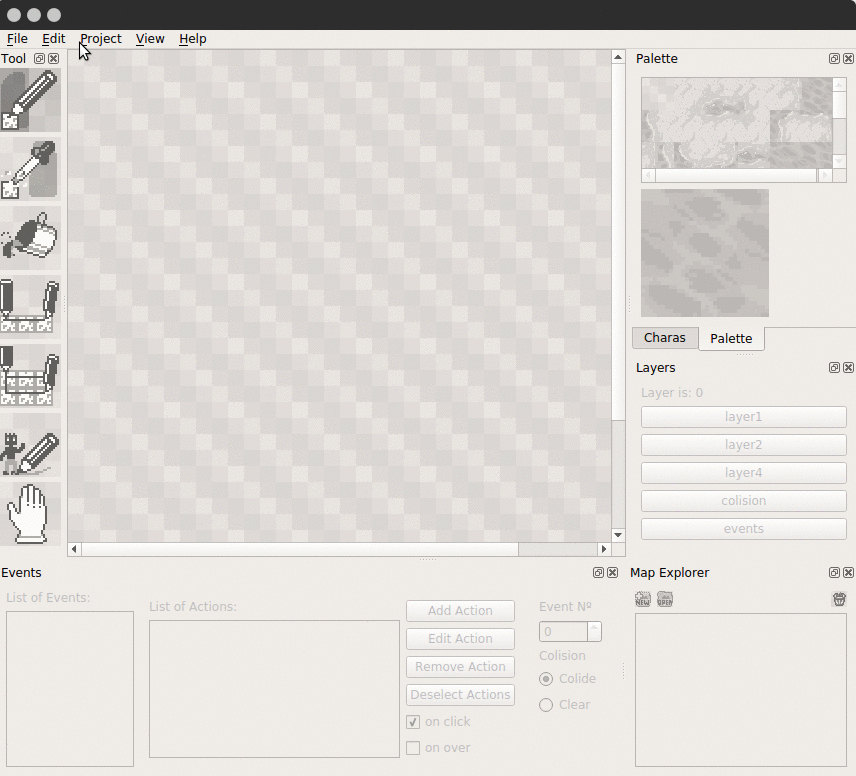 File Edit Project View Help
Tool
Palette
Charas Palette
Layers
Layer is: 0
layer1
layer2
layer4
colision
events
Events
List of Events:
List of Actions:
Add Action
Edit Action
Remove Action
Deselect Actions
on click
on over
Event Nº
0
Colision
Colide
Clear
Map Explorer
NEW OPEN